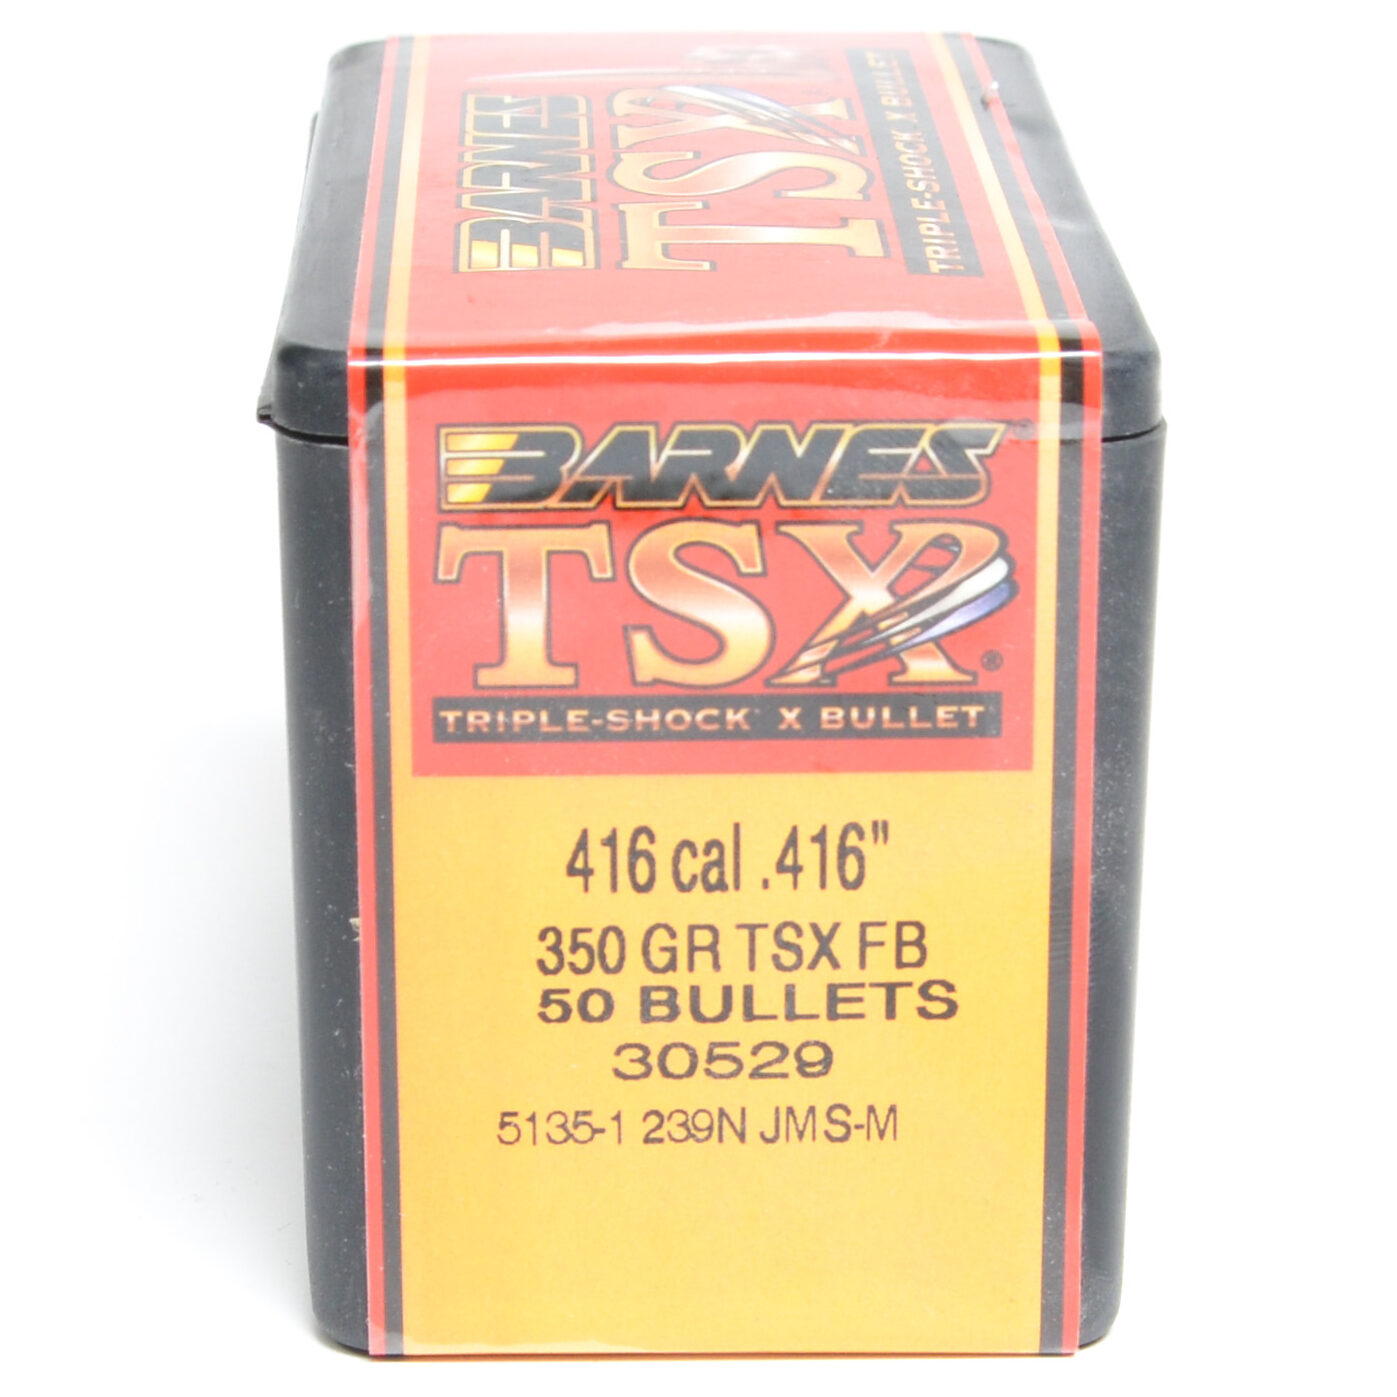 BARNES
TSX
TRIPLE-SHOCK X BULLET
BARNES
TSX®
TRIPLE-SHOCK X BULLET
416 cal .416"
350 GR TSX FB
50 BULLETS
30529
5135-1 239N JMS-M